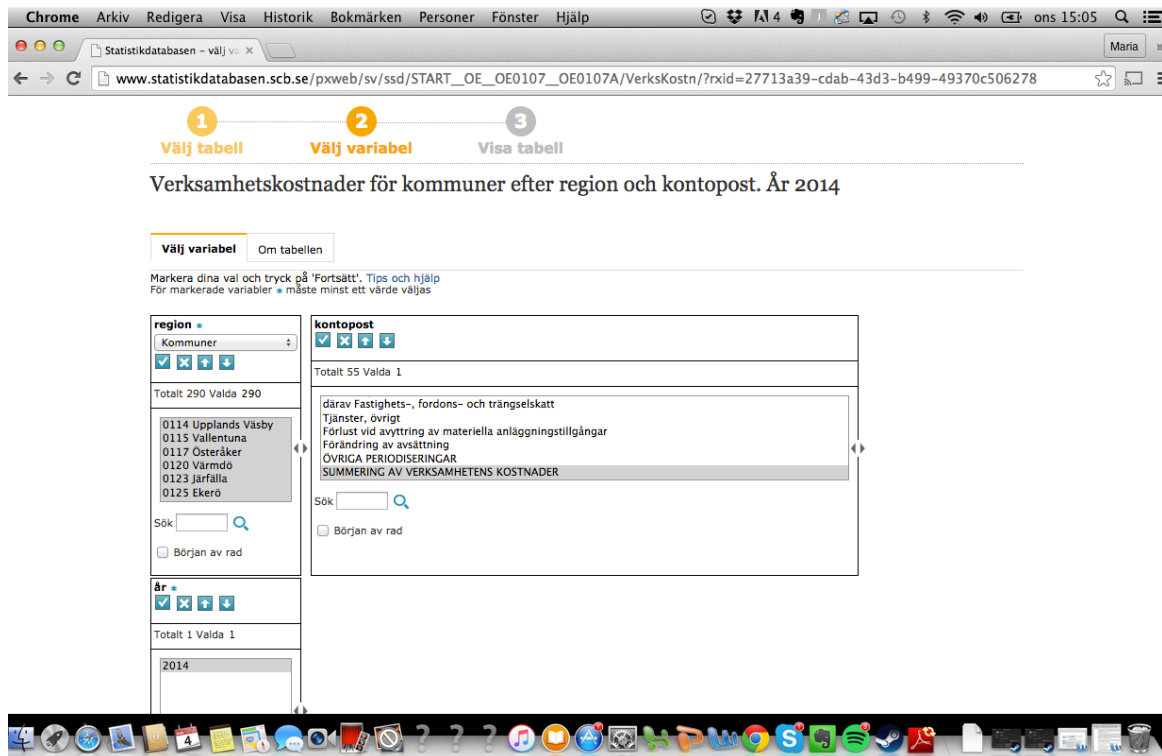 Chrome Arkiv Redigera Visa Historik Bokmärken Personer Fönster Hjälp 4 ons 15:05
Statistikdatabasen – välj va Maria
www.statistikdatabasen.scb.se/pxweb/sv/ssd/START__OE__OE0107__OE0107A/VerksKostn/?rxid=27713a39-cdab-43d3-b499-49370c506278
1 2 3
Välj tabell Välj variabel Visa tabell
Verksamhetskostnader för kommuner efter region och kontopost. År 2014
Välj variabel Om tabellen
Markera dina val och tryck på 'Fortsätt'. Tips och hjälp
För markerade variabler * måste minst ett värde väljas
region *
Kommuner
Totalt 290 Valda 290
0114 Upplands Väsby
0115 Vallentuna
0117 Österåker
0120 Värmdö
0123 Järfälla
0125 Ekerö
Sök
Början av rad
kontopost
Totalt 55 Valda 1
därav Fastighets-, fordons- och trängselskatt
Tjänster, övrigt
Förlust vid avyttring av materiella anläggningstillgångar
Förändring av avsättning
ÖVRIGA PERIODISERINGAR
SUMMERING AV VERKSAMHETENS KOSTNADER
Sök
Början av rad
år *
Totalt 1 Valda 1
2014